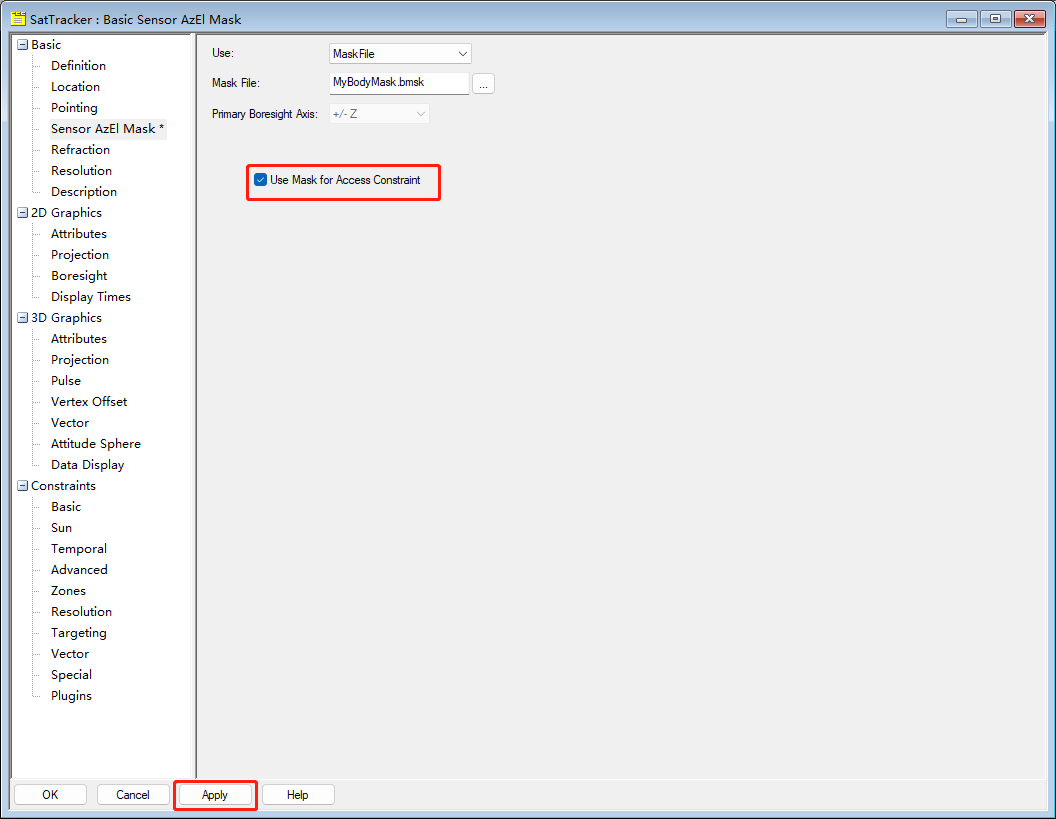 SatTracker : Basic Sensor AzEl Mask
Basic
Definition
Location
Pointing
Sensor AzEl Mask *
Refraction
Resolution
Description
2D Graphics
Attributes
Projection
Boresight
Display Times
3D Graphics
Attributes
Projection
Pulse
Vertex Offset
Vector
Attitude Sphere
Data Display
Constraints
Basic
Sun
Temporal
Advanced
Zones
Resolution
Targeting
Vector
Special
Plugins
Use: MaskFile
Mask File: MyBodyMask.bmsk ...
Primary Boresight Axis: +/- Z
Use Mask for Access Constraint
OK Cancel Apply Help